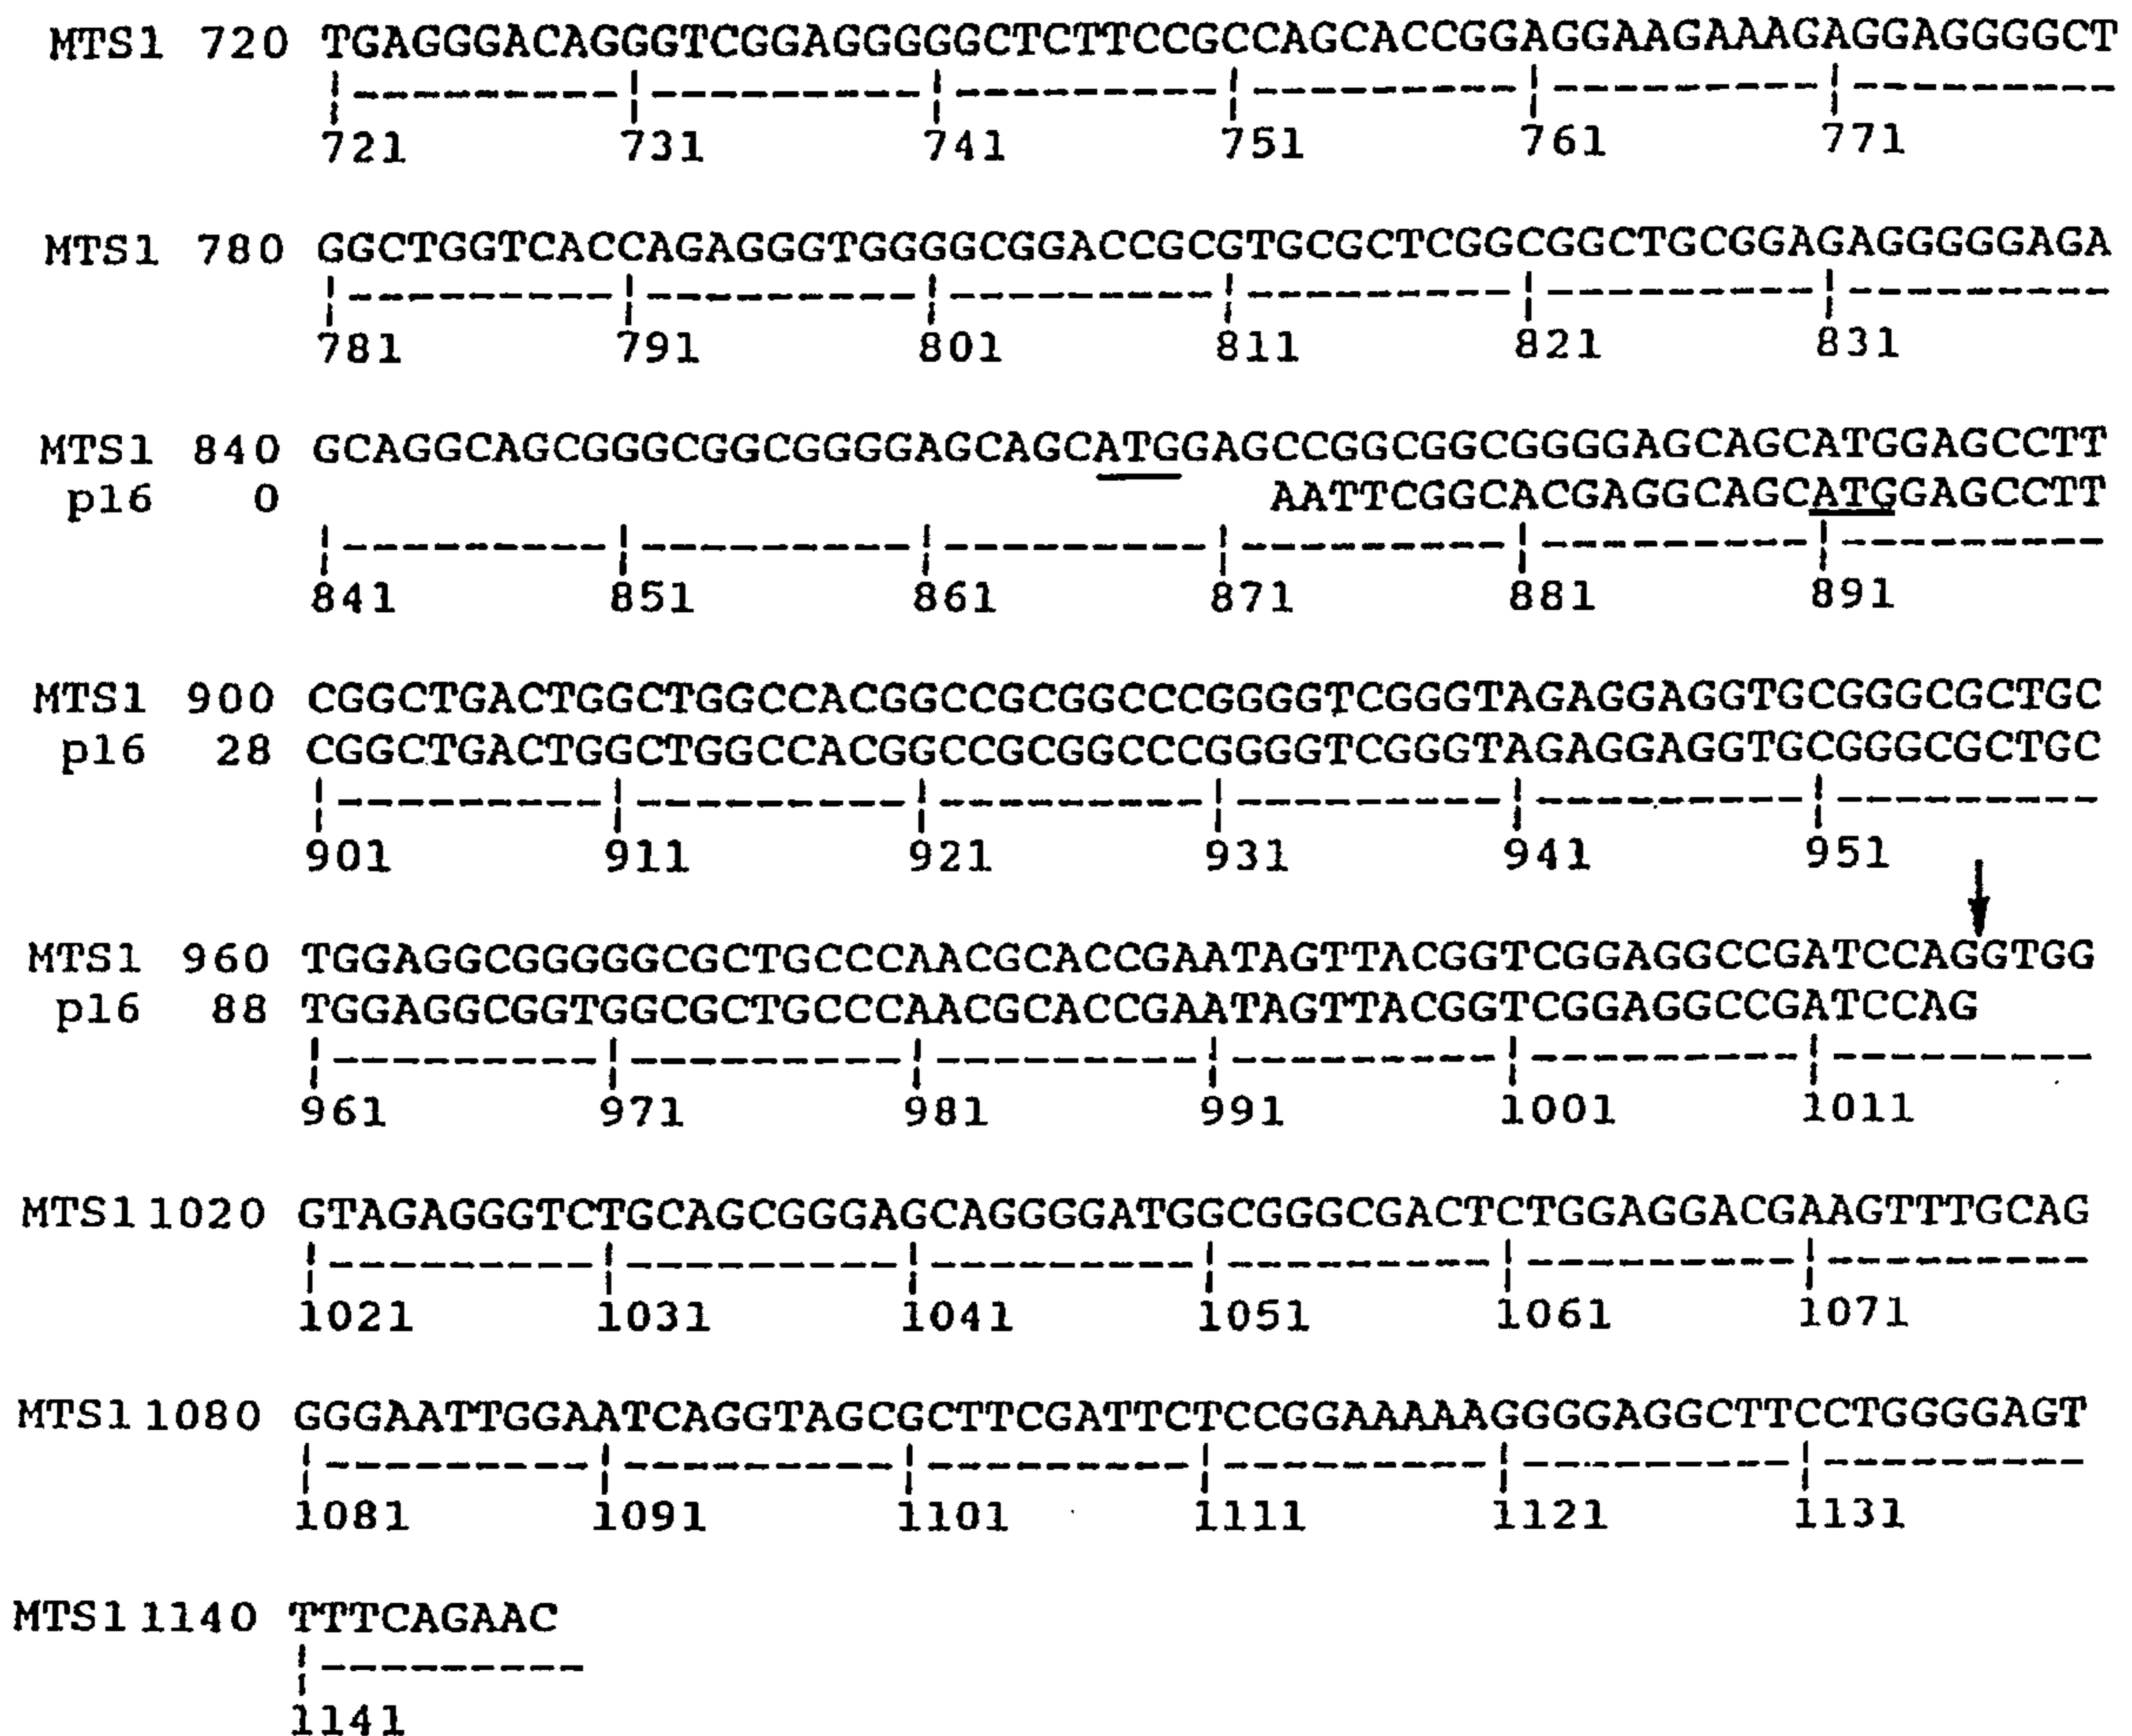 MTS1 720 TGAGGGACAGGGTCGGAGGGGGCTCTTCCGCCAGCACCGGAGGAAGAAAGAGGAGGGGCT
721 731 741 751 761 771
MTS1 780 GGCTGGTCACCAGAGGGTGGGGCGGACCGCGTGCGCTCGGCGGCTGCGGAGAGGGGGAGA
781 791 801 811 821 831
MTS1 840 GCAGGCAGCGGGCGGCGGGGAGCAGCATGGAGCCGGCGGCGGGGAGCAGCATGGAGCCTT
p16 0 AATTCGGCACGAGGCAGCATGGAGCCTT
841 851 861 871 881 891
MTS1 900 CGGCTGACTGGCTGGCCACGGCCGCGGCCCGGGGTCGGGTAGAGGAGGTGCGGGCGCTGC
p16 28 CGGCTGACTGGCTGGCCACGGCCGCGGCCCGGGGTCGGGTAGAGGAGGTGCGGGCGCTGC
901 911 921 931 941 951
MTS1 960 TGGAGGCGGGGGCGCTGCCCAACGCACCGAATAGTTACGGTCGGAGGCCGATCCAGGTGG
p16 88 TGGAGGCGGTGGCGCTGCCCAACGCACCGAATAGTTACGGTCGGAGGCCGATCCAG
961 971 981 991 1001 1011
MTS1 1020 GTAGAGGGTCTGCAGCGGGAGCAGGGGATGGCGGGCGACTCTGGAGGACGAAGTTTGCAG
1021 1031 1041 1051 1061 1071
MTS1 1080 GGGAATTGGAATCAGGTAGCGCTTCGATTCTCCGGAAAAAGGGGAGGCTTCCTGGGGAGT
1081 1091 1101 1111 1121 1131
MTS1 1140 TTTCAGAAC
1141